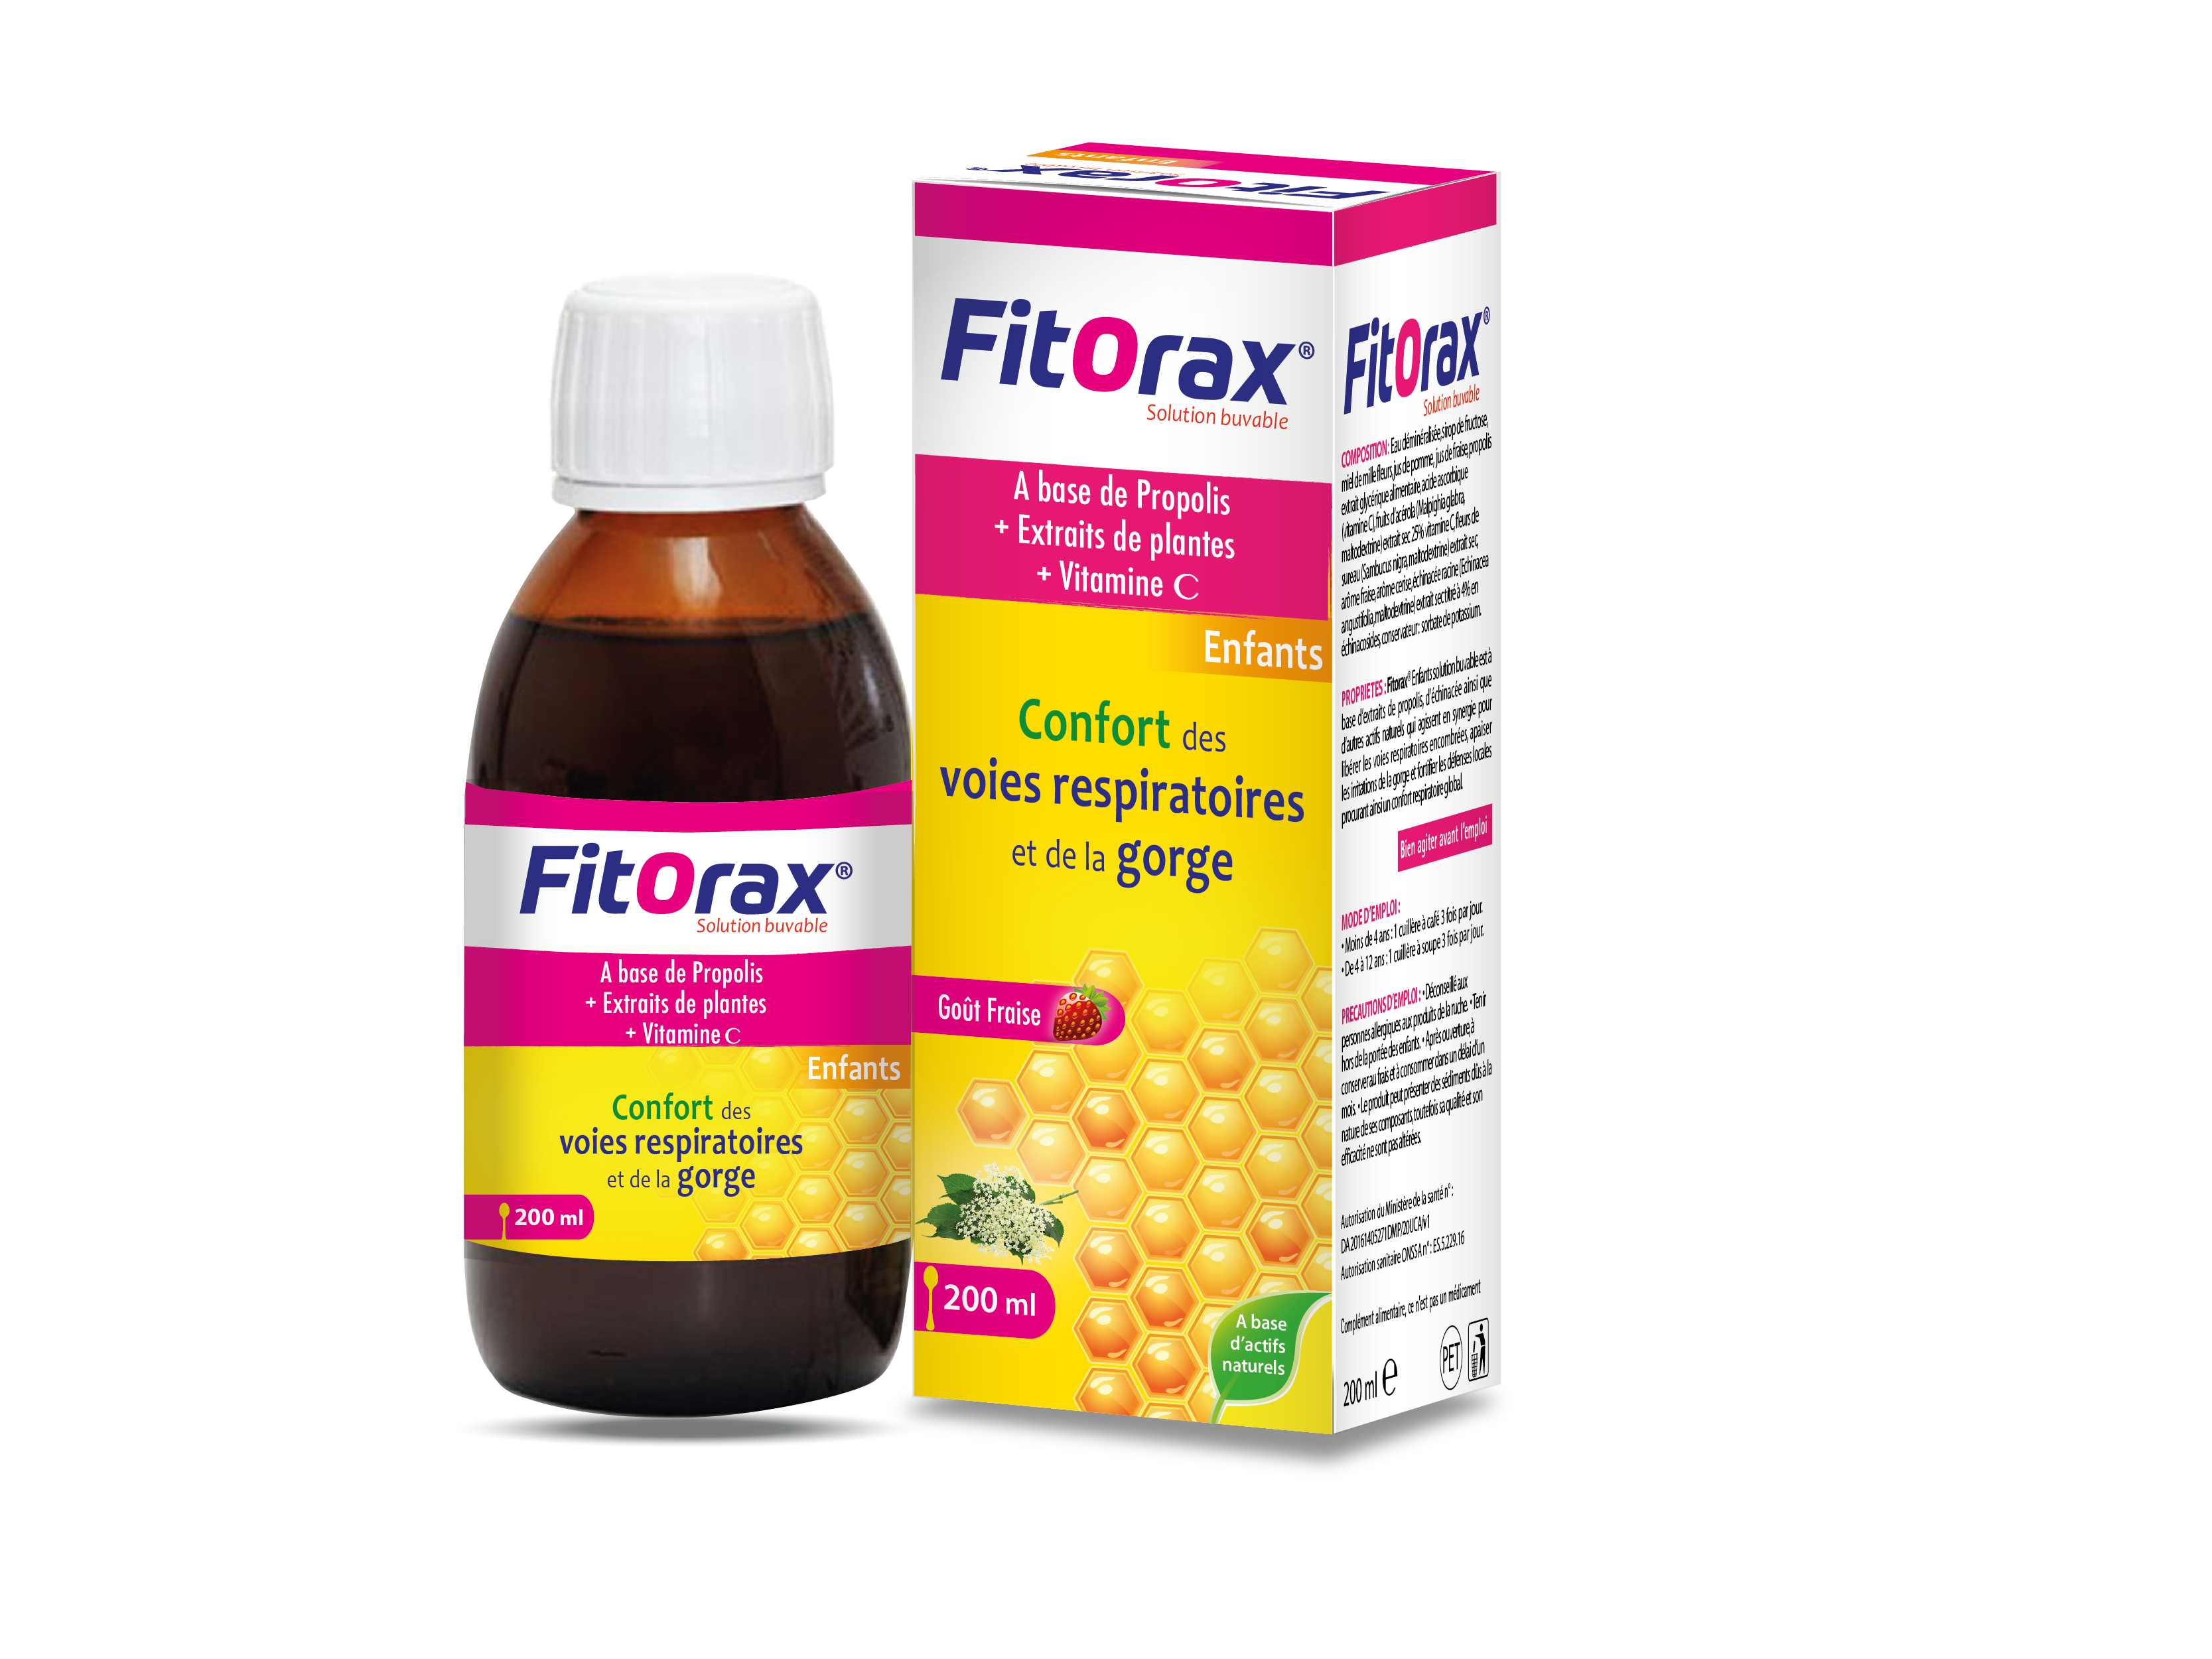 Fitorax®
Solution buvable
A base de Propolis
+ Extraits de plantes
+ Vitamine C
Enfants
Confort des
voies respiratoires
et de la gorge
200 ml
Enfants
Fitorax®
Fitorax®
Solution buvable
A base de Propolis
+ Extraits de plantes
+ Vitamine C
Enfants
Confort des
voies respiratoires
et de la gorge
Goût Fraise
200 ml
A base
d'actifs
naturels
Fitorax®
Solution buvable
COMPOSITION : Eau déminéralisée, sirop de fructose,
miel de mille fleurs, jus de pomme, jus de fraise, propolis
extrait glycérique alimentaire, acide ascorbique
(vitamine C), fruits d'acérola (Malpighia glabra,
maltodextrine) extrait sec 25% vitamine C, fleurs de
sureau (Sambucus nigra, maltodextrine) extrait sec,
arôme fraise, arôme cerise, échinacée racine (Echinacea
angustifolia, maltodextrine) extrait sec titré à 4% en
échinacosides, conservateur : sorbate de potassium.
PROPRIETES : Fitorax® Enfants solution buvable est à
base d'extraits de propolis, d'échinacée ainsi que
d'autres actifs naturels qui agissent en synergie pour
libérer les voies respiratoires encombrées, apaiser
les irritations de la gorge et fortifier les défenses locales
procurant ainsi un confort respiratoire global.
Bien agiter avant l'emploi
MODE D'EMPLOI :
• Moins de 4 ans : 1 cuillère à café 3 fois par jour.
• De 4 à 12 ans : 1 cuillère à soupe 3 fois par jour.
PRECAUTIONS D'EMPLOI : • Déconseillé aux
personnes allergiques aux produits de la ruche. • Tenir
hors de la portée des enfants. • Après ouverture, à
conserver au frais et à consommer dans un délai d'un
mois. • Le produit peut présenter des sédiments dûs à la
nature de ses composants, toutefois sa qualité et son
efficacité ne sont pas altérées.
Autorisation du Ministère de la santé n° :
DA20161405271DMP/20UCA/v1
Autorisation sanitaire ONSSA n° : ES.5.229.16
Complément alimentaire, ce n'est pas un médicament
200 ml e
PET